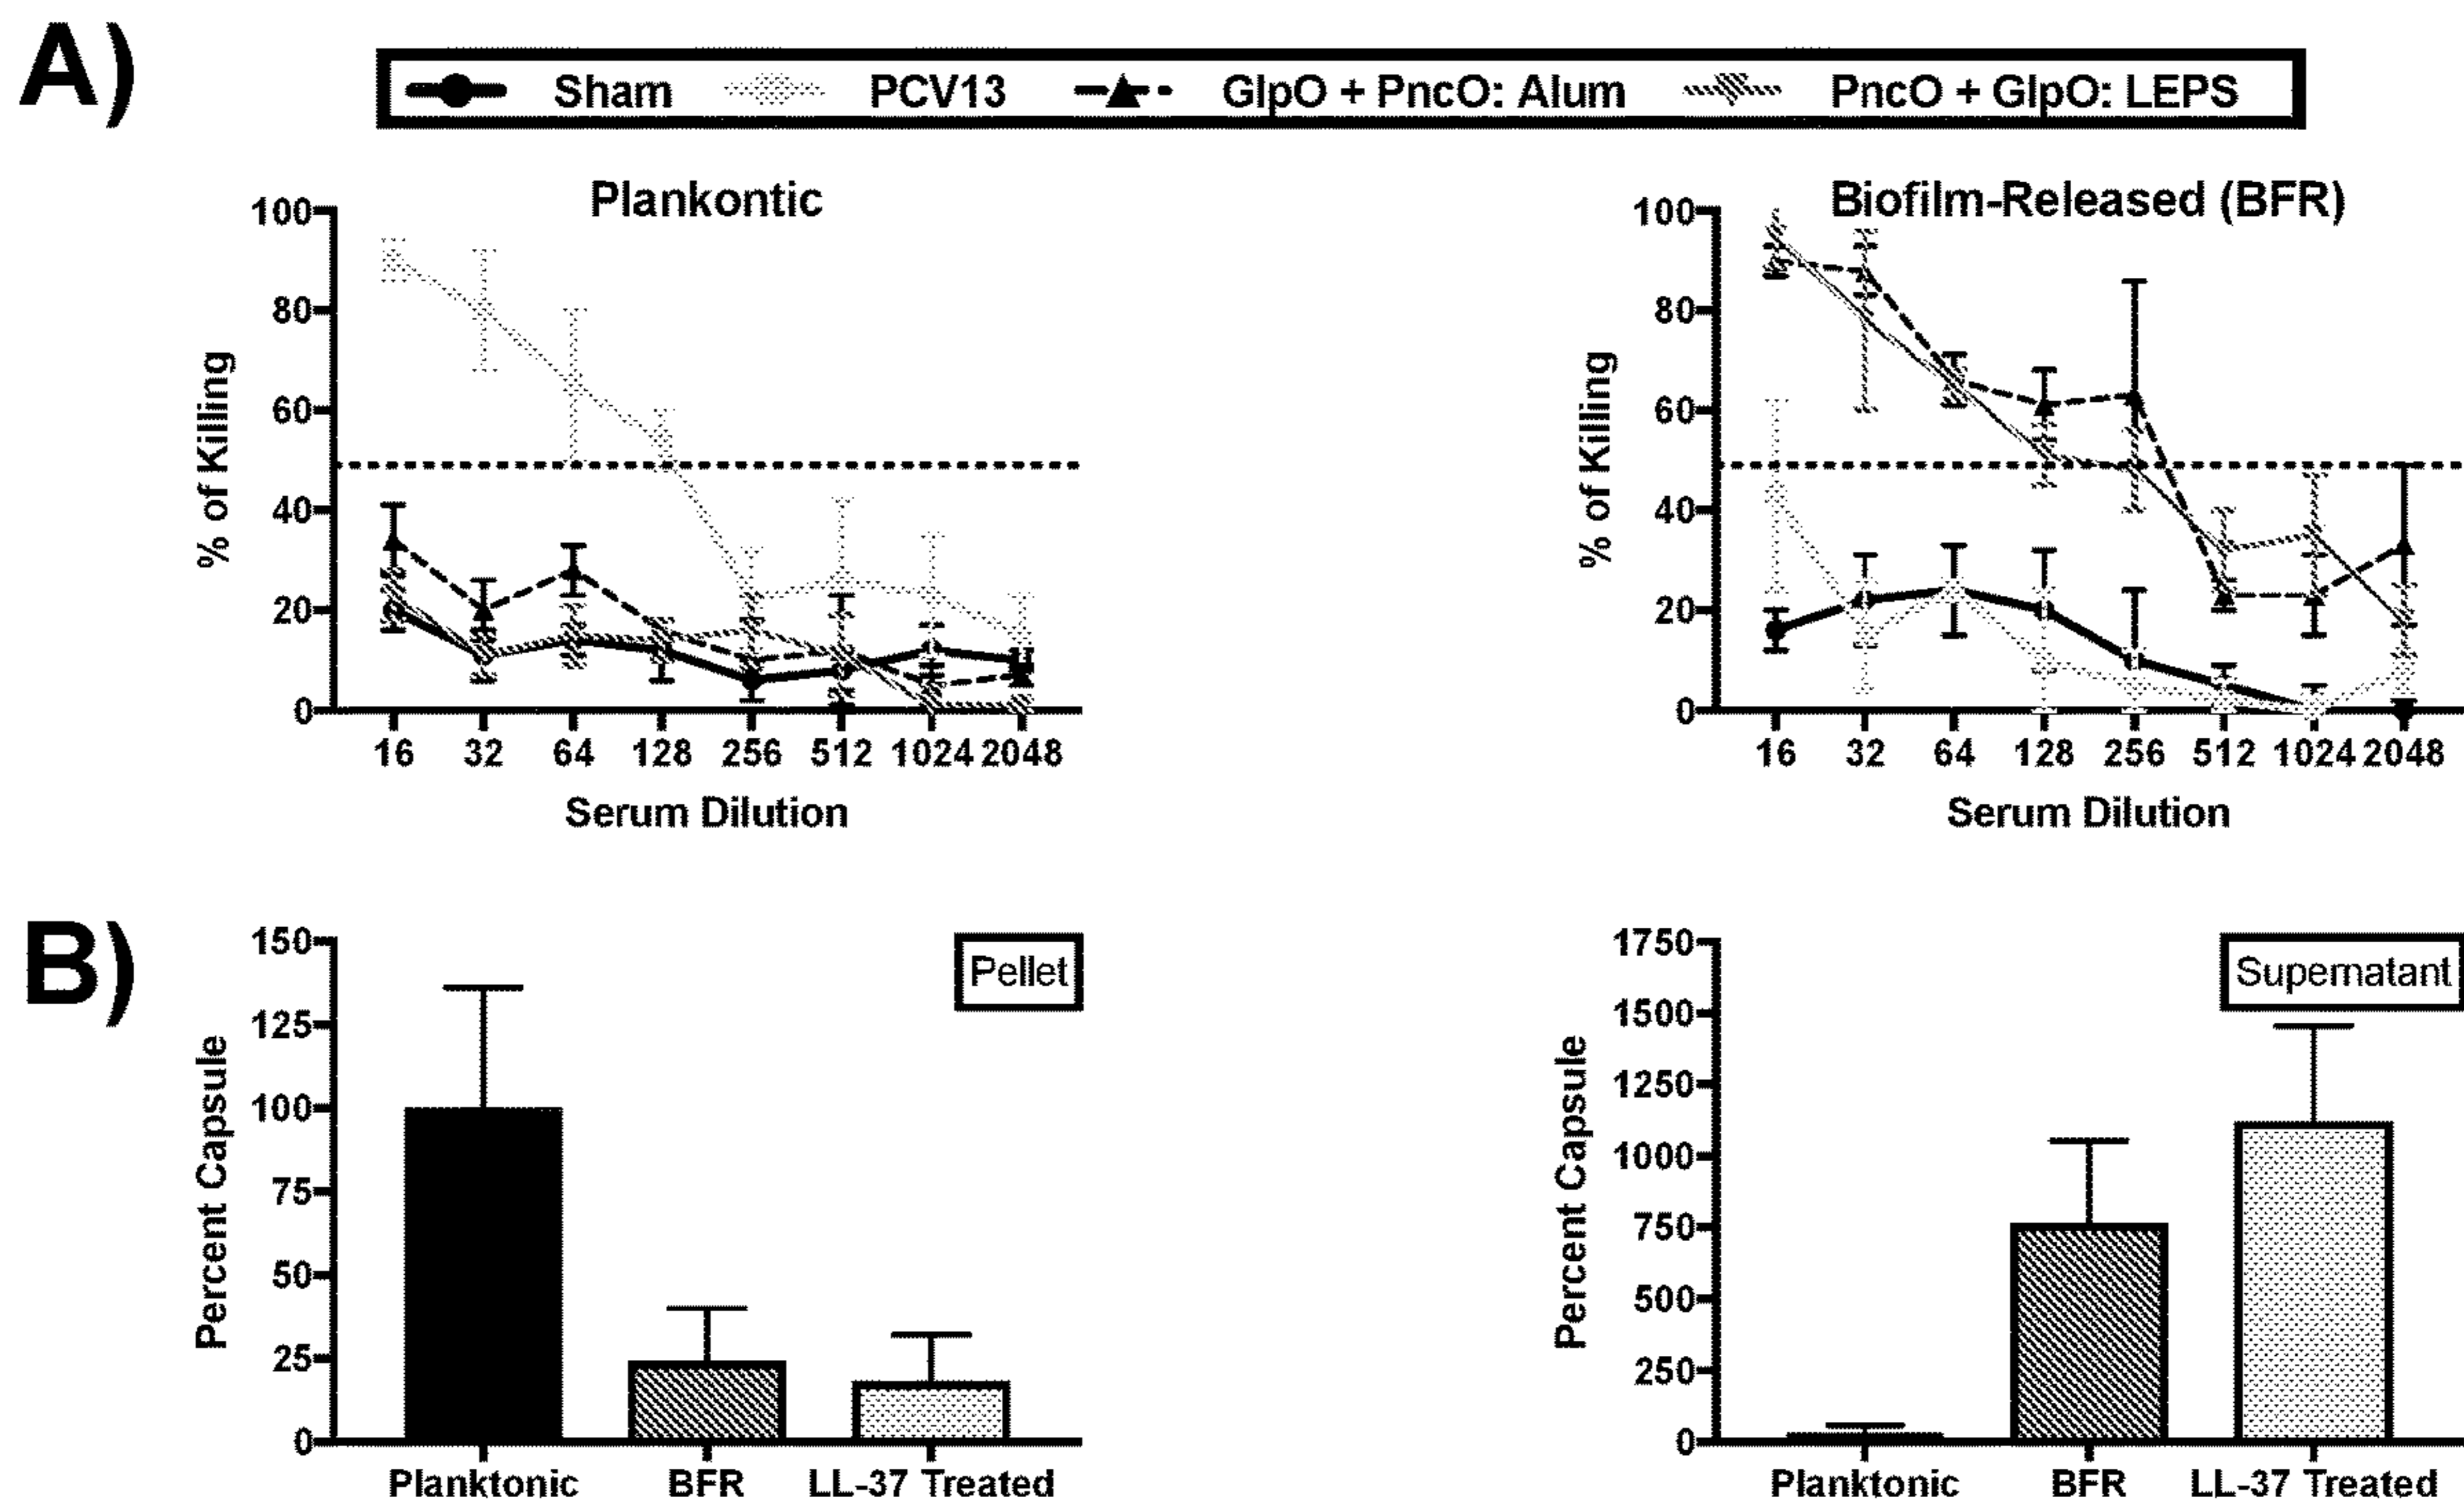 A)
Sham PCV13 GlpO + PncO: Alum PncO + GlpO: LEPS
Plankontic
% of Killing
100
80
60
40
20
0
16 32 64 128 256 512 1024 2048
Serum Dilution
Biofilm-Released (BFR)
% of Killing
100
80
60
40
20
0
16 32 64 128 256 512 1024 2048
Serum Dilution
B)
Pellet
Percent Capsule
150
125
100
75
50
25
0
Planktonic BFR LL-37 Treated
Supernatant
Percent Capsule
1750
1500
1250
1000
750
500
250
0
Planktonic BFR LL-37 Treated